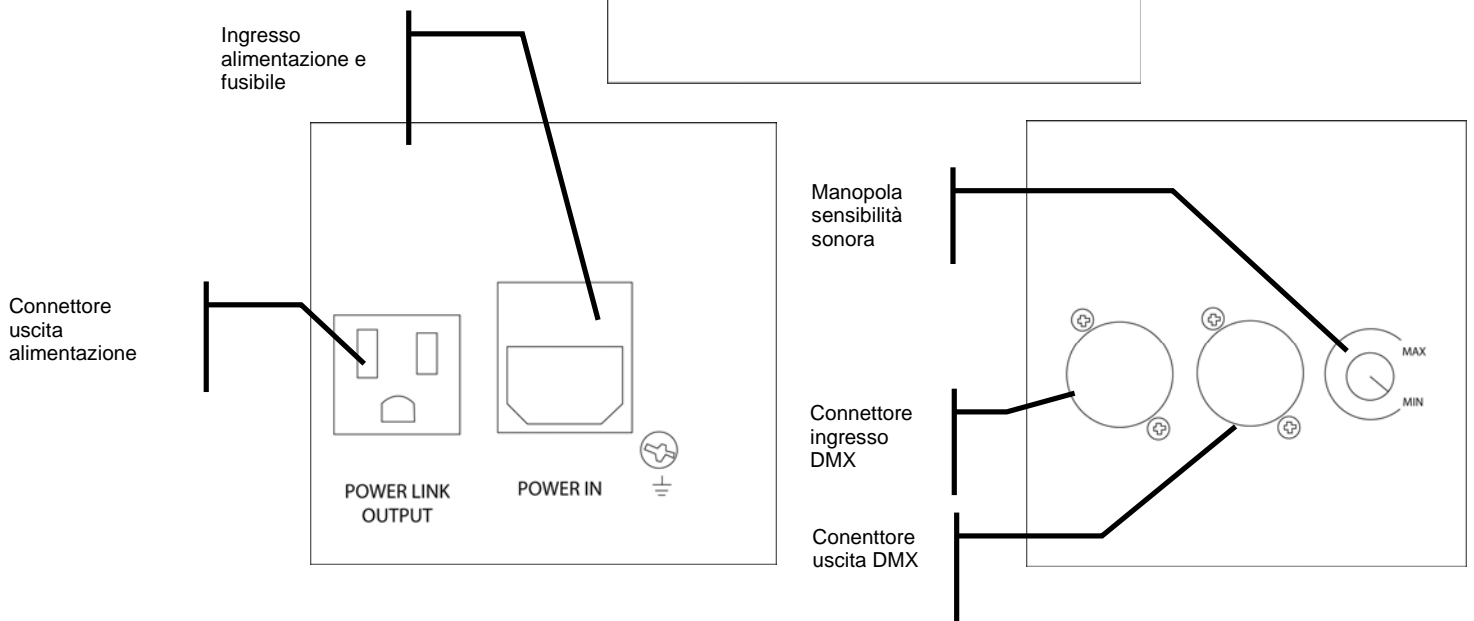 Ingresso
alimentazione e
fusibile
Connettore
uscita
alimentazione
POWER LINK
OUTPUT
POWER IN
Manopola
sensibilità
sonora
MAX
MIN
Connettore
ingresso
DMX
Conenttore
uscita DMX